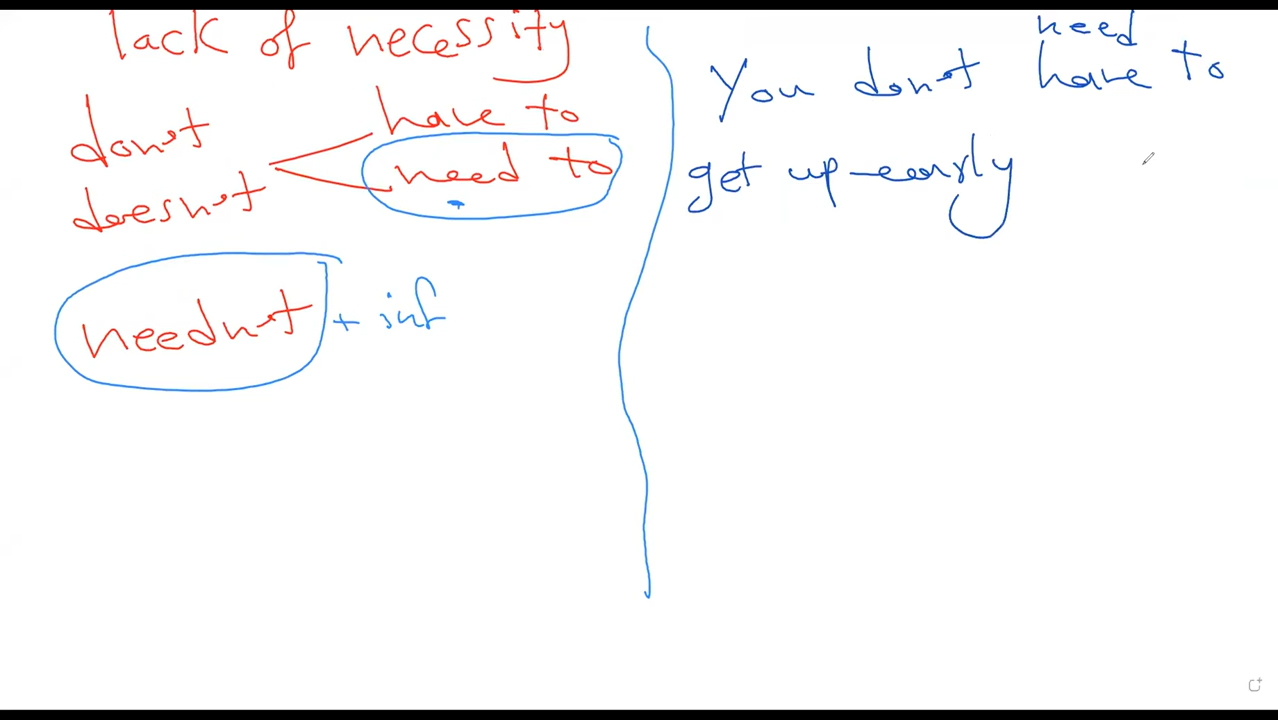 lack of necessity
don't have to
doesn't need to
needn't + inf
need
You don't have to
get up early